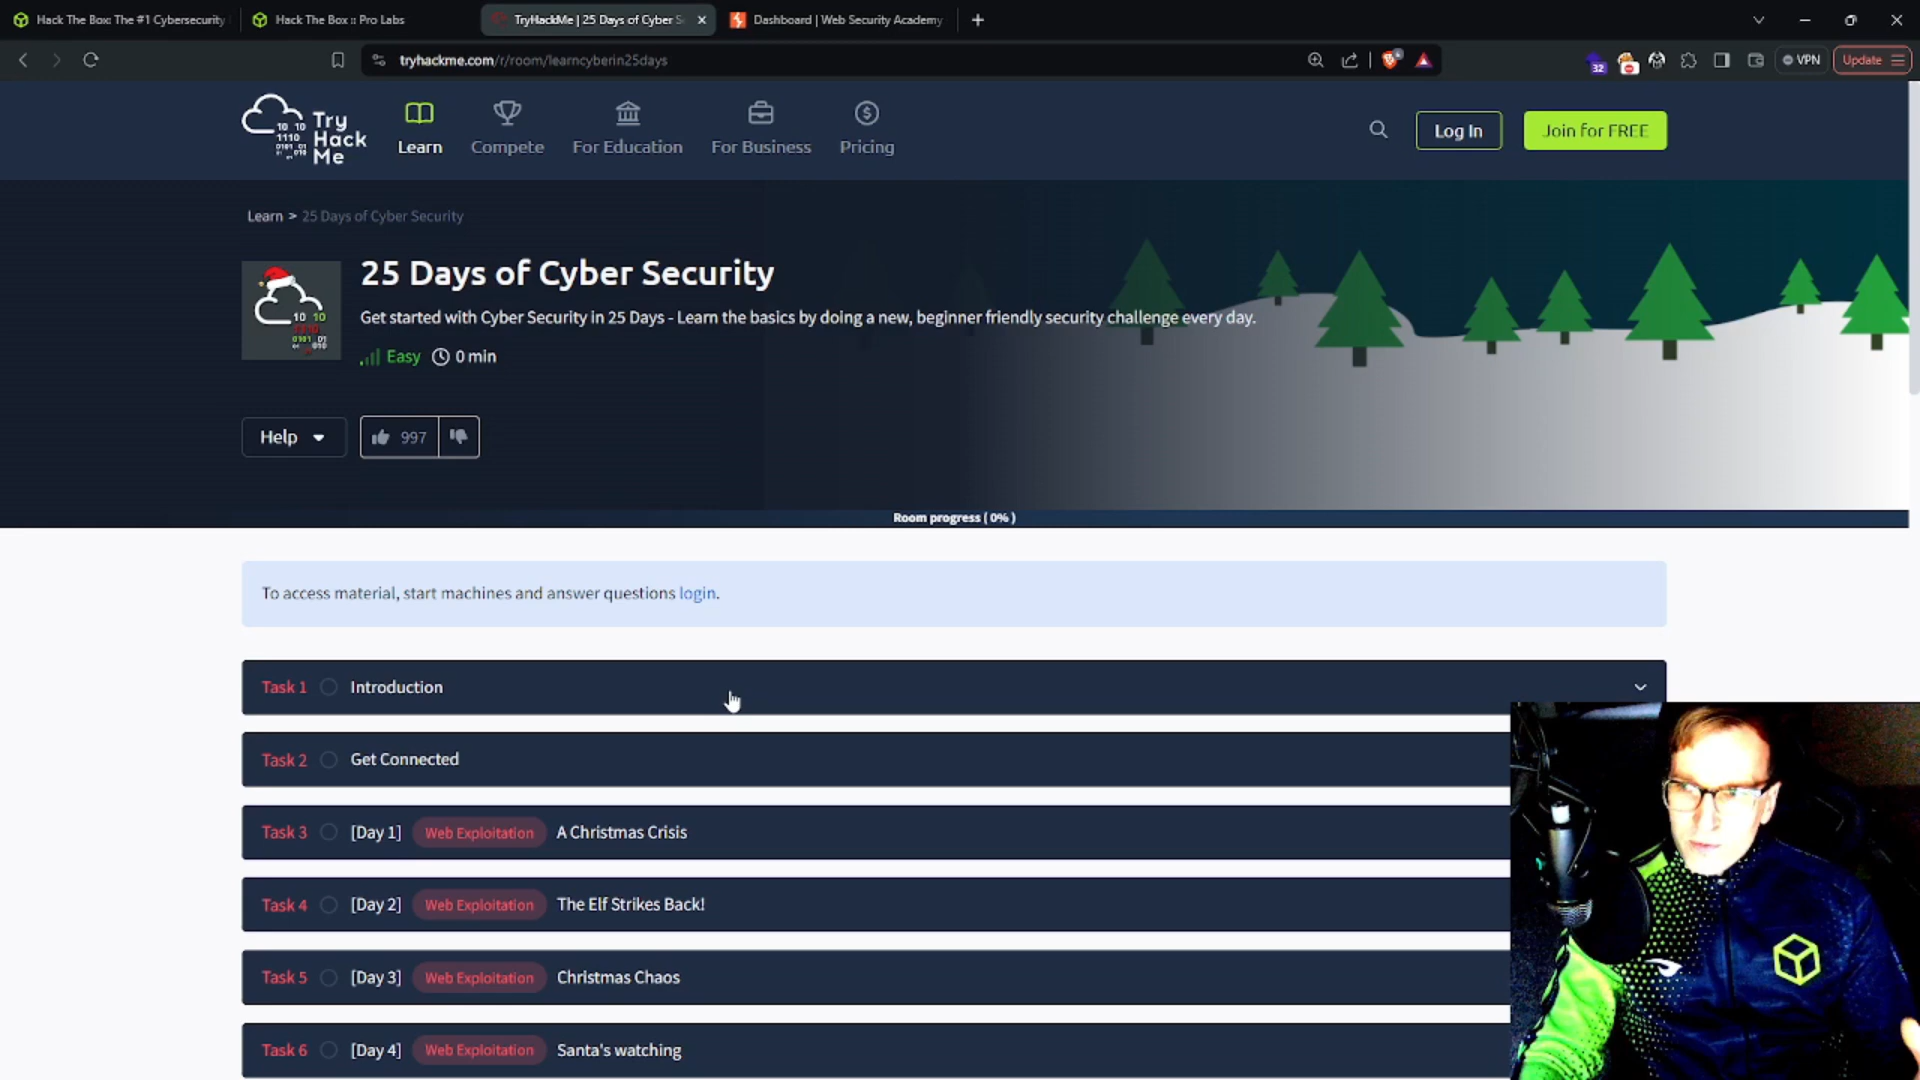 Hack The Box: The #1 Cybersecurity
Hack The Box :: Pro Labs
TryHackMe | 25 Days of Cyber S
Dashboard | Web Security Academy
tryhackme.com/r/room/learncyberin25days
32
VPN
Update
Try
Hack
Me
Learn
Compete
For Education
For Business
Pricing
Log In
Join for FREE
Learn > 25 Days of Cyber Security
25 Days of Cyber Security
Get started with Cyber Security in 25 Days - Learn the basics by doing a new, beginner friendly security challenge every day.
Easy 0 min
Help
997
Room progress ( 0% )
To access material, start machines and answer questions login.
Task 1 Introduction
Task 2 Get Connected
Task 3 [Day 1] Web Exploitation A Christmas Crisis
Task 4 [Day 2] Web Exploitation The Elf Strikes Back!
Task 5 [Day 3] Web Exploitation Christmas Chaos
Task 6 [Day 4] Web Exploitation Santa's watching